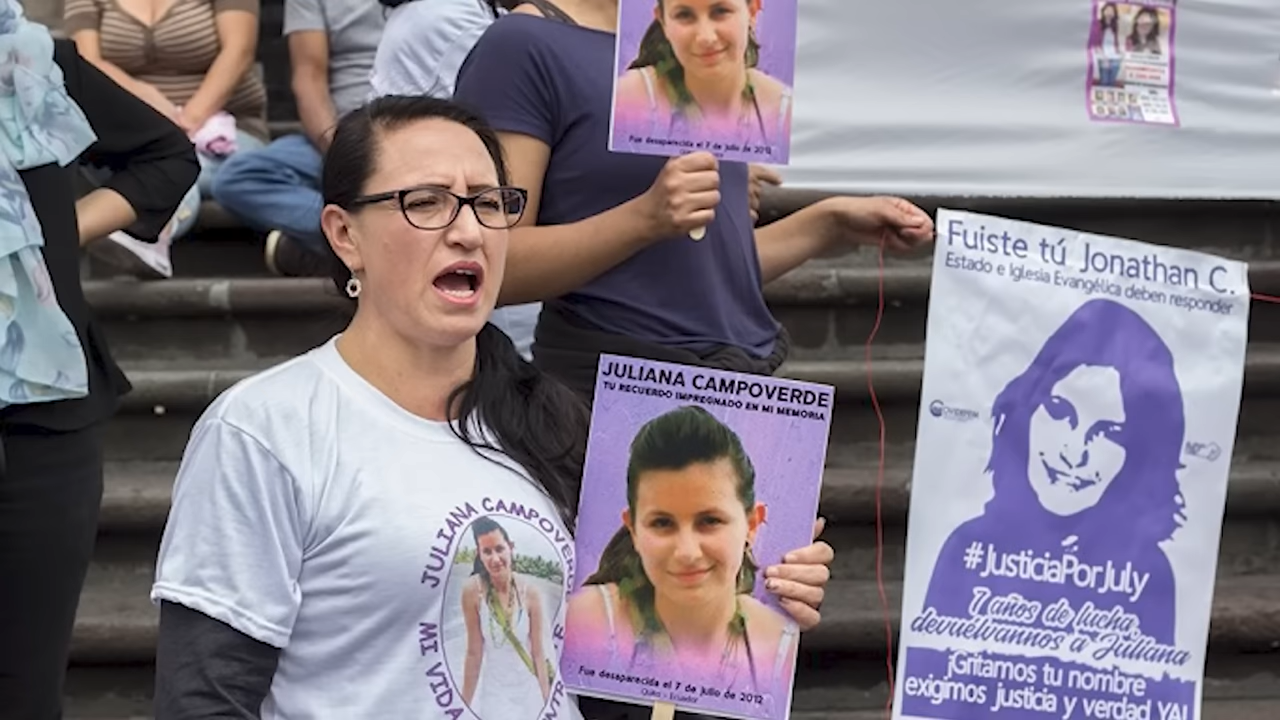 Fue desaparecida el 7 de julio de 2012
Fuiste tú Jonathan C.
Estado e Iglesia Evangélica deben responder
JULIANA CAMPOVERDE
TU RECUERDO IMPREGNADO EN MI MEMORIA
Fue desaparecida el 7 de julio de 2012
Quito - Ecuador
JULIANA CAMPOVERDE
MI VIDA
#JusticiaPorJuly
7 años de lucha,
devuélvannos a Juliana
¡Gritamos tu nombre
exigimos justicia y verdad YA!